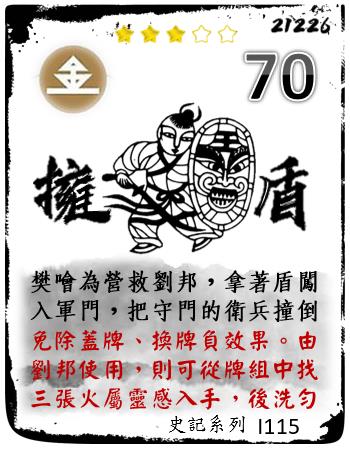 21226
金
70
擁盾
樊噲為營救劉邦，拿著盾闖
入軍門，把守門的衛兵撞倒
免除蓋牌、換牌負效果。由
劉邦使用，則可從牌組中找
三張火屬靈感入手，後洗勻
史記系列 I115